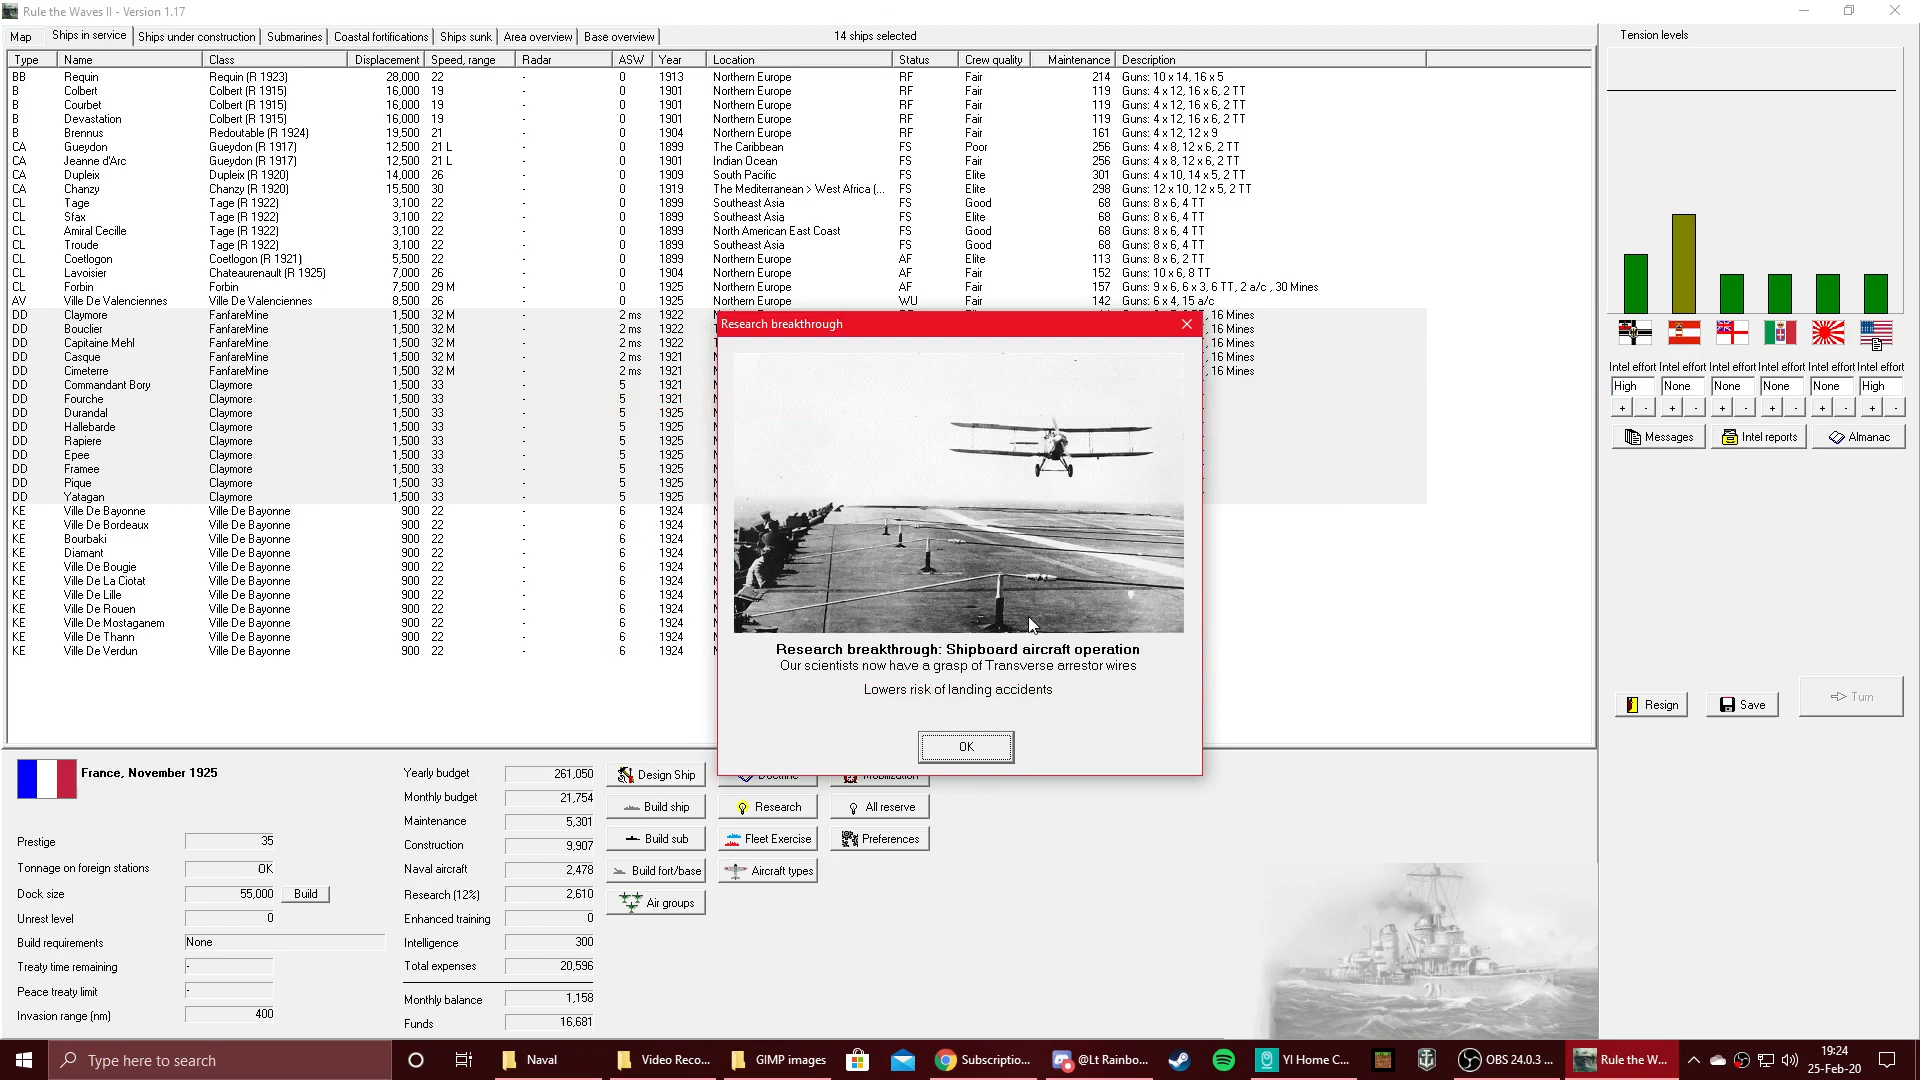 Rule the Waves II - Version 1.17
Map Ships in service Ships under construction Submarines Coastal fortifications Ships sunk Area overview Base overview 14 ships selected
Type Name Class Displacement Speed, range Radar ASW Year Location Status Crew quality Maintenance Description
BB Requin Requin (R 1923) 28,000 22 - 0 1913 Northern Europe RF Fair 214 Guns: 10 x 14, 16 x 5
B Colbert Colbert (R 1915) 16,000 19 - 0 1901 Northern Europe RF Fair 119 Guns: 4 x 12, 16 x 6, 2 TT
B Courbet Colbert (R 1915) 16,000 19 - 0 1901 Northern Europe RF Fair 119 Guns: 4 x 12, 16 x 6, 2 TT
B Devastation Colbert (R 1915) 16,000 19 - 0 1901 Northern Europe RF Fair 119 Guns: 4 x 12, 16 x 6, 2 TT
B Brennus Redoutable (R 1924) 19,500 21 - 0 1904 Northern Europe RF Fair 161 Guns: 4 x 12, 12 x 9
CA Gueydon Gueydon (R 1917) 12,500 21 L - 0 1899 The Caribbean FS Poor 256 Guns: 4 x 8, 12 x 6, 2 TT
CA Jeanne d'Arc Gueydon (R 1917) 12,500 21 L - 0 1901 Indian Ocean FS Fair 256 Guns: 4 x 8, 12 x 6, 2 TT
CA Dupleix Dupleix (R 1920) 14,000 26 - 0 1909 South Pacific FS Elite 301 Guns: 4 x 10, 14 x 5, 2 TT
CA Chanzy Chanzy (R 1920) 15,500 30 - 0 1919 The Mediterranean > West Africa (... FS Elite 298 Guns: 12 x 10, 12 x 5, 2 TT
CL Tage Tage (R 1922) 3,100 22 - 0 1899 Southeast Asia FS Good 68 Guns: 8 x 6, 4 TT
CL Sfax Tage (R 1922) 3,100 22 - 0 1899 Southeast Asia FS Elite 68 Guns: 8 x 6, 4 TT
CL Amiral Cecille Tage (R 1922) 3,100 22 - 0 1899 North American East Coast FS Good 68 Guns: 8 x 6, 4 TT
CL Troude Tage (R 1922) 3,100 22 - 0 1899 Southeast Asia FS Good 68 Guns: 8 x 6, 4 TT
CL Coetlogon Coetlogon (R 1921) 5,500 22 - 0 1899 Northern Europe AF Elite 113 Guns: 8 x 6, 2 TT
CL Lavoisier Chateaurenault (R 1925) 7,000 26 - 0 1904 Northern Europe AF Fair 152 Guns: 10 x 6, 8 TT
CL Forbin Forbin 7,500 29 M - 0 1925 Northern Europe AF Fair 157 Guns: 9 x 6, 6 x 3, 6 TT, 2 a/c , 30 Mines
AV Ville De Valenciennes Ville De Valenciennes 8,500 26 - 0 1925 Northern Europe WU Fair 142 Guns: 6 x 4, 15 a/c
DD Claymore FanfareMine 1,500 32 M - 2 ms 1922 , 16 Mines
DD Bouclier FanfareMine 1,500 32 M - 2 ms 1922 , 16 Mines
DD Capitaine Mehl FanfareMine 1,500 32 M - 2 ms 1922 , 16 Mines
DD Casque FanfareMine 1,500 32 M - 2 ms 1921 , 16 Mines
DD Cimeterre FanfareMine 1,500 32 M - 2 ms 1921 , 16 Mines
DD Commandant Bory Claymore 1,500 33 - 5 1921
DD Fourche Claymore 1,500 33 - 5 1921
DD Durandal Claymore 1,500 33 - 5 1925
DD Hallebarde Claymore 1,500 33 - 5 1925
DD Rapiere Claymore 1,500 33 - 5 1925
DD Epee Claymore 1,500 33 - 5 1925
DD Framee Claymore 1,500 33 - 5 1925
DD Pique Claymore 1,500 33 - 5 1925
DD Yatagan Claymore 1,500 33 - 5 1925
KE Ville De Bayonne Ville De Bayonne 900 22 - 6 1924
KE Ville De Bordeaux Ville De Bayonne 900 22 - 6 1924
KE Bourbaki Ville De Bayonne 900 22 - 6 1924
KE Diamant Ville De Bayonne 900 22 - 6 1924
KE Ville De Bougie Ville De Bayonne 900 22 - 6 1924
KE Ville De La Ciotat Ville De Bayonne 900 22 - 6 1924
KE Ville De Lille Ville De Bayonne 900 22 - 6 1924
KE Ville De Rouen Ville De Bayonne 900 22 - 6 1924
KE Ville De Mostaganem Ville De Bayonne 900 22 - 6 1924
KE Ville De Thann Ville De Bayonne 900 22 - 6 1924
KE Ville De Verdun Ville De Bayonne 900 22 - 6 1924
Research breakthrough
Research breakthrough: Shipboard aircraft operation
Our scientists now have a grasp of Transverse arrestor wires
Lowers risk of landing accidents
OK
Tension levels
Intel effort Intel effort Intel effort Intel effort Intel effort Intel effort
High None None None None High
+ - + - + - + - + - + -
Messages Intel reports Almanac
Resign Save Turn
France, November 1925
Prestige 35
Tonnage on foreign stations OK
Dock size 55,000 Build
Unrest level 0
Build requirements None
Treaty time remaining -
Peace treaty limit -
Invasion range (nm) 400
Yearly budget 261,050
Monthly budget 21,754
Maintenance 5,301
Construction 9,907
Naval aircraft 2,478
Research (12%) 2,610
Enhanced training 0
Intelligence 300
Total expenses 20,596
Monthly balance 1,158
Funds 16,681
Design Ship Doctrine Mobilization
Build ship Research All reserve
Build sub Fleet Exercise Preferences
Build fort/base Aircraft types
Air groups
Type here to search Naval Video Reco... GIMP images Subscriptio... @Lt Rainbo... YI Home C... OBS 24.0.3 ... Rule the W... 19:24
25-Feb-20